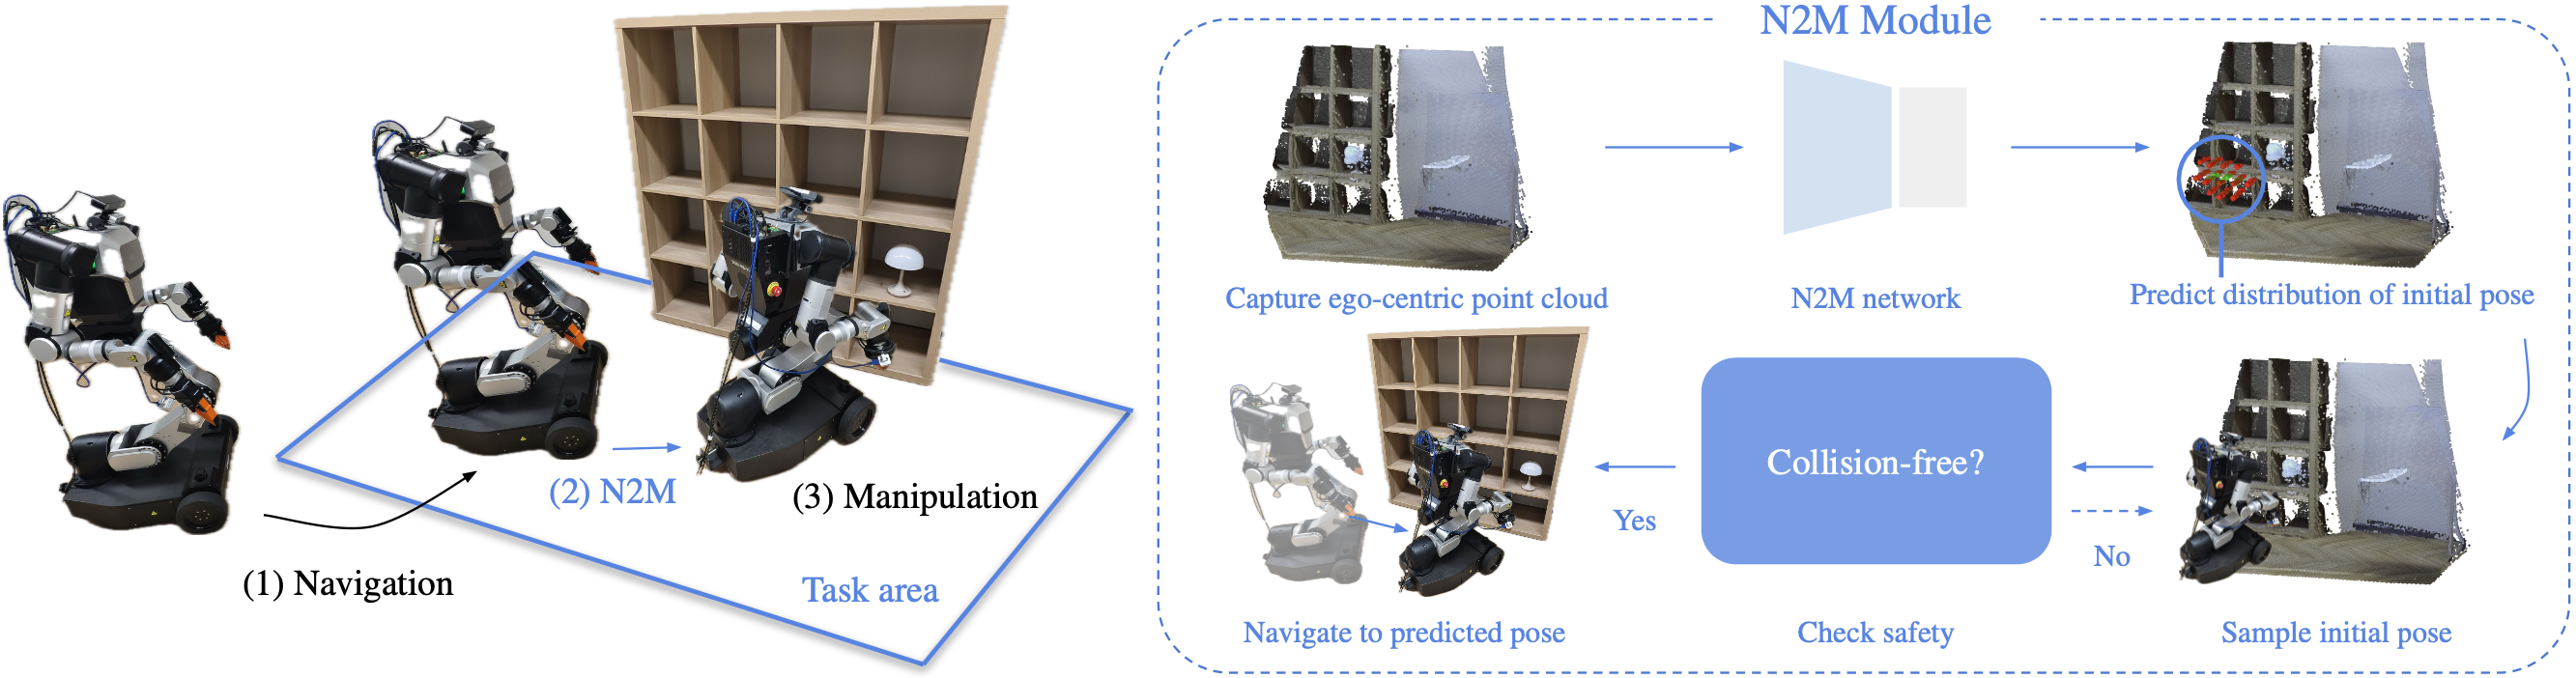 (1) Navigation
(2) N2M
(3) Manipulation
Task area
N2M Module
Capture ego-centric point cloud
N2M network
Predict distribution of initial pose
Navigate to predicted pose
Yes
Collision-free?
Check safety
No
Sample initial pose